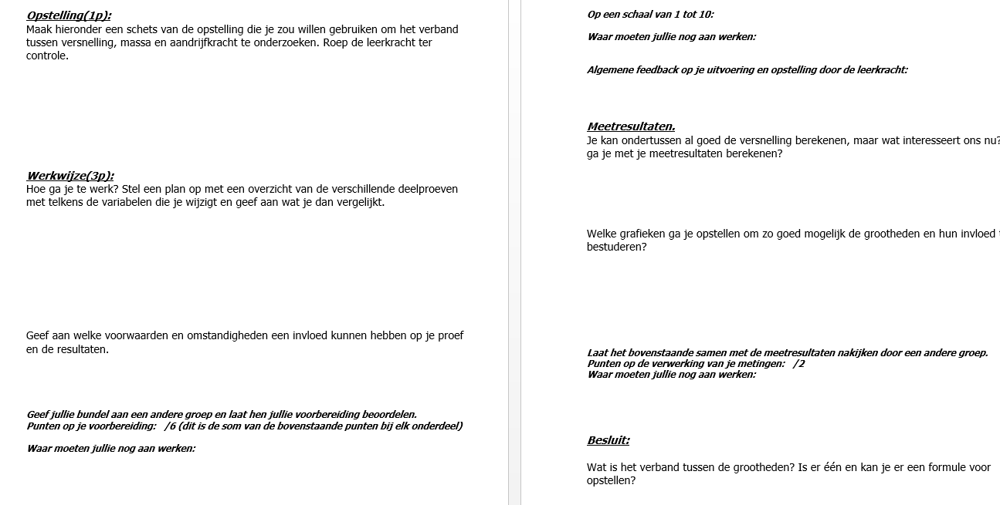 Opstelling(1p):
Maak hieronder een schets van de opstelling die je zou willen gebruiken om het verband
tussen versnelling, massa en aandrijfkracht te onderzoeken. Roep de leerkracht ter
controle.
Werkwijze(3p):
Hoe ga je te werk? Stel een plan op met een overzicht van de verschillende deelproeven
met telkens de variabelen die je wijzigt en geef aan wat je dan vergelijkt.
Geef aan welke voorwaarden en omstandigheden een invloed kunnen hebben op je proef
en de resultaten.
Geef jullie bundel aan een andere groep en laat hen jullie voorbereiding beoordelen.
Punten op je voorbereiding: /6 (dit is de som van de bovenstaande punten bij elk onderdeel)
Waar moeten jullie nog aan werken:
Op een schaal van 1 tot 10:
Waar moeten jullie nog aan werken:
Algemene feedback op je uitvoering en opstelling door de leerkracht:
Meetresultaten.
Je kan ondertussen al goed de versnelling berekenen, maar wat interesseert ons nu?
ga je met je meetresultaten berekenen?
Welke grafieken ga je opstellen om zo goed mogelijk de grootheden en hun invloed
bestuderen?
Laat het bovenstaande samen met de meetresultaten nakijken door een andere groep.
Punten op de verwerking van je metingen: /2
Waar moeten jullie nog aan werken:
Besluit:
Wat is het verband tussen de grootheden? Is er één en kan je er een formule voor
opstellen?